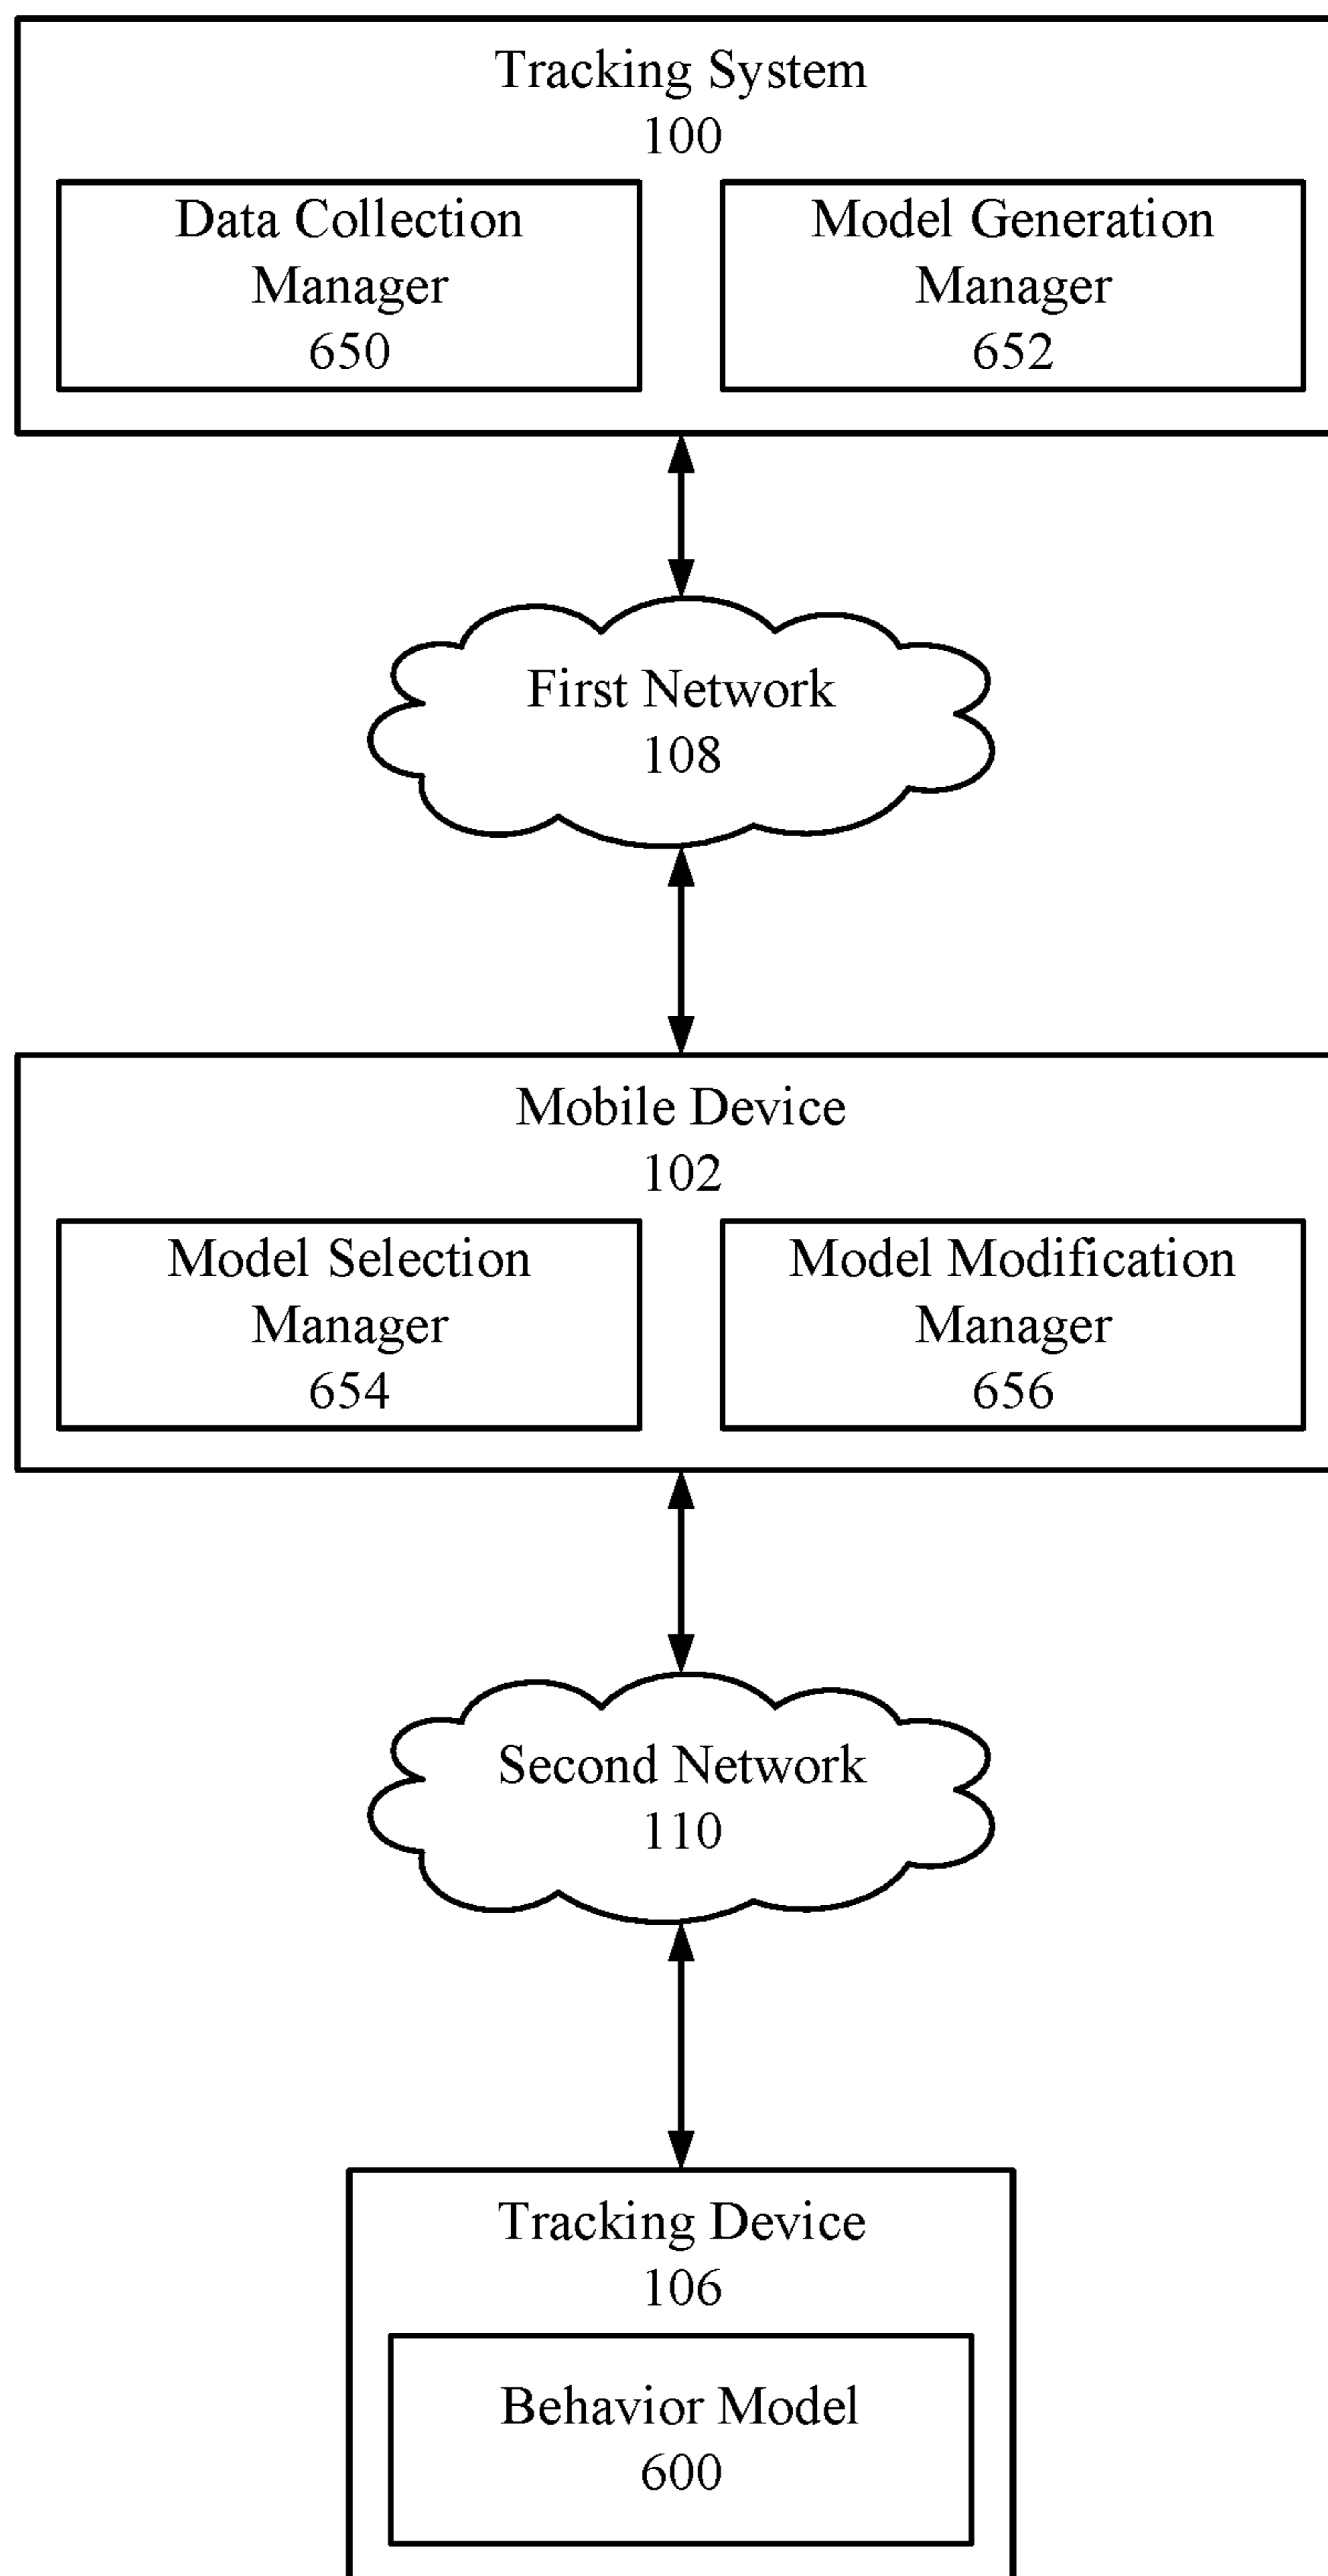 Tracking System
100
Data Collection
Manager
650
Model Generation
Manager
652
First Network
108
Mobile Device
102
Model Selection
Manager
654
Model Modification
Manager
656
Second Network
110
Tracking Device
106
Behavior Model
600